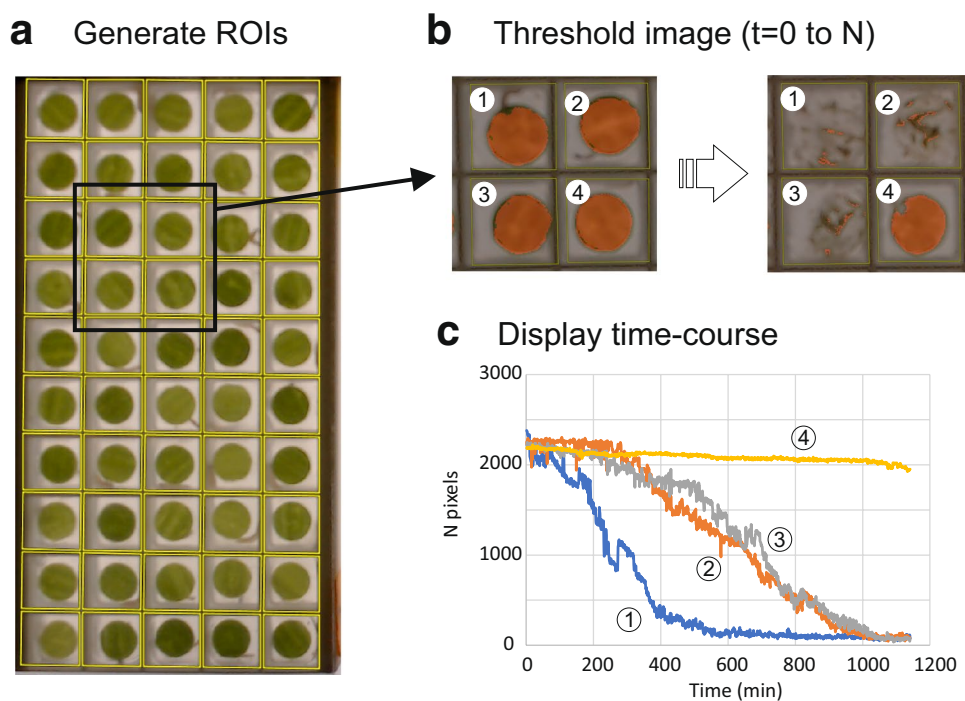 a Generate ROIs
b Threshold image (t=0 to N)
1 2
3 4
1 2
3 4
c Display time-course
3000
2000
1000
0
N pixels
0 200 400 600 800 1000 1200
Time (min)
1
2
3
4